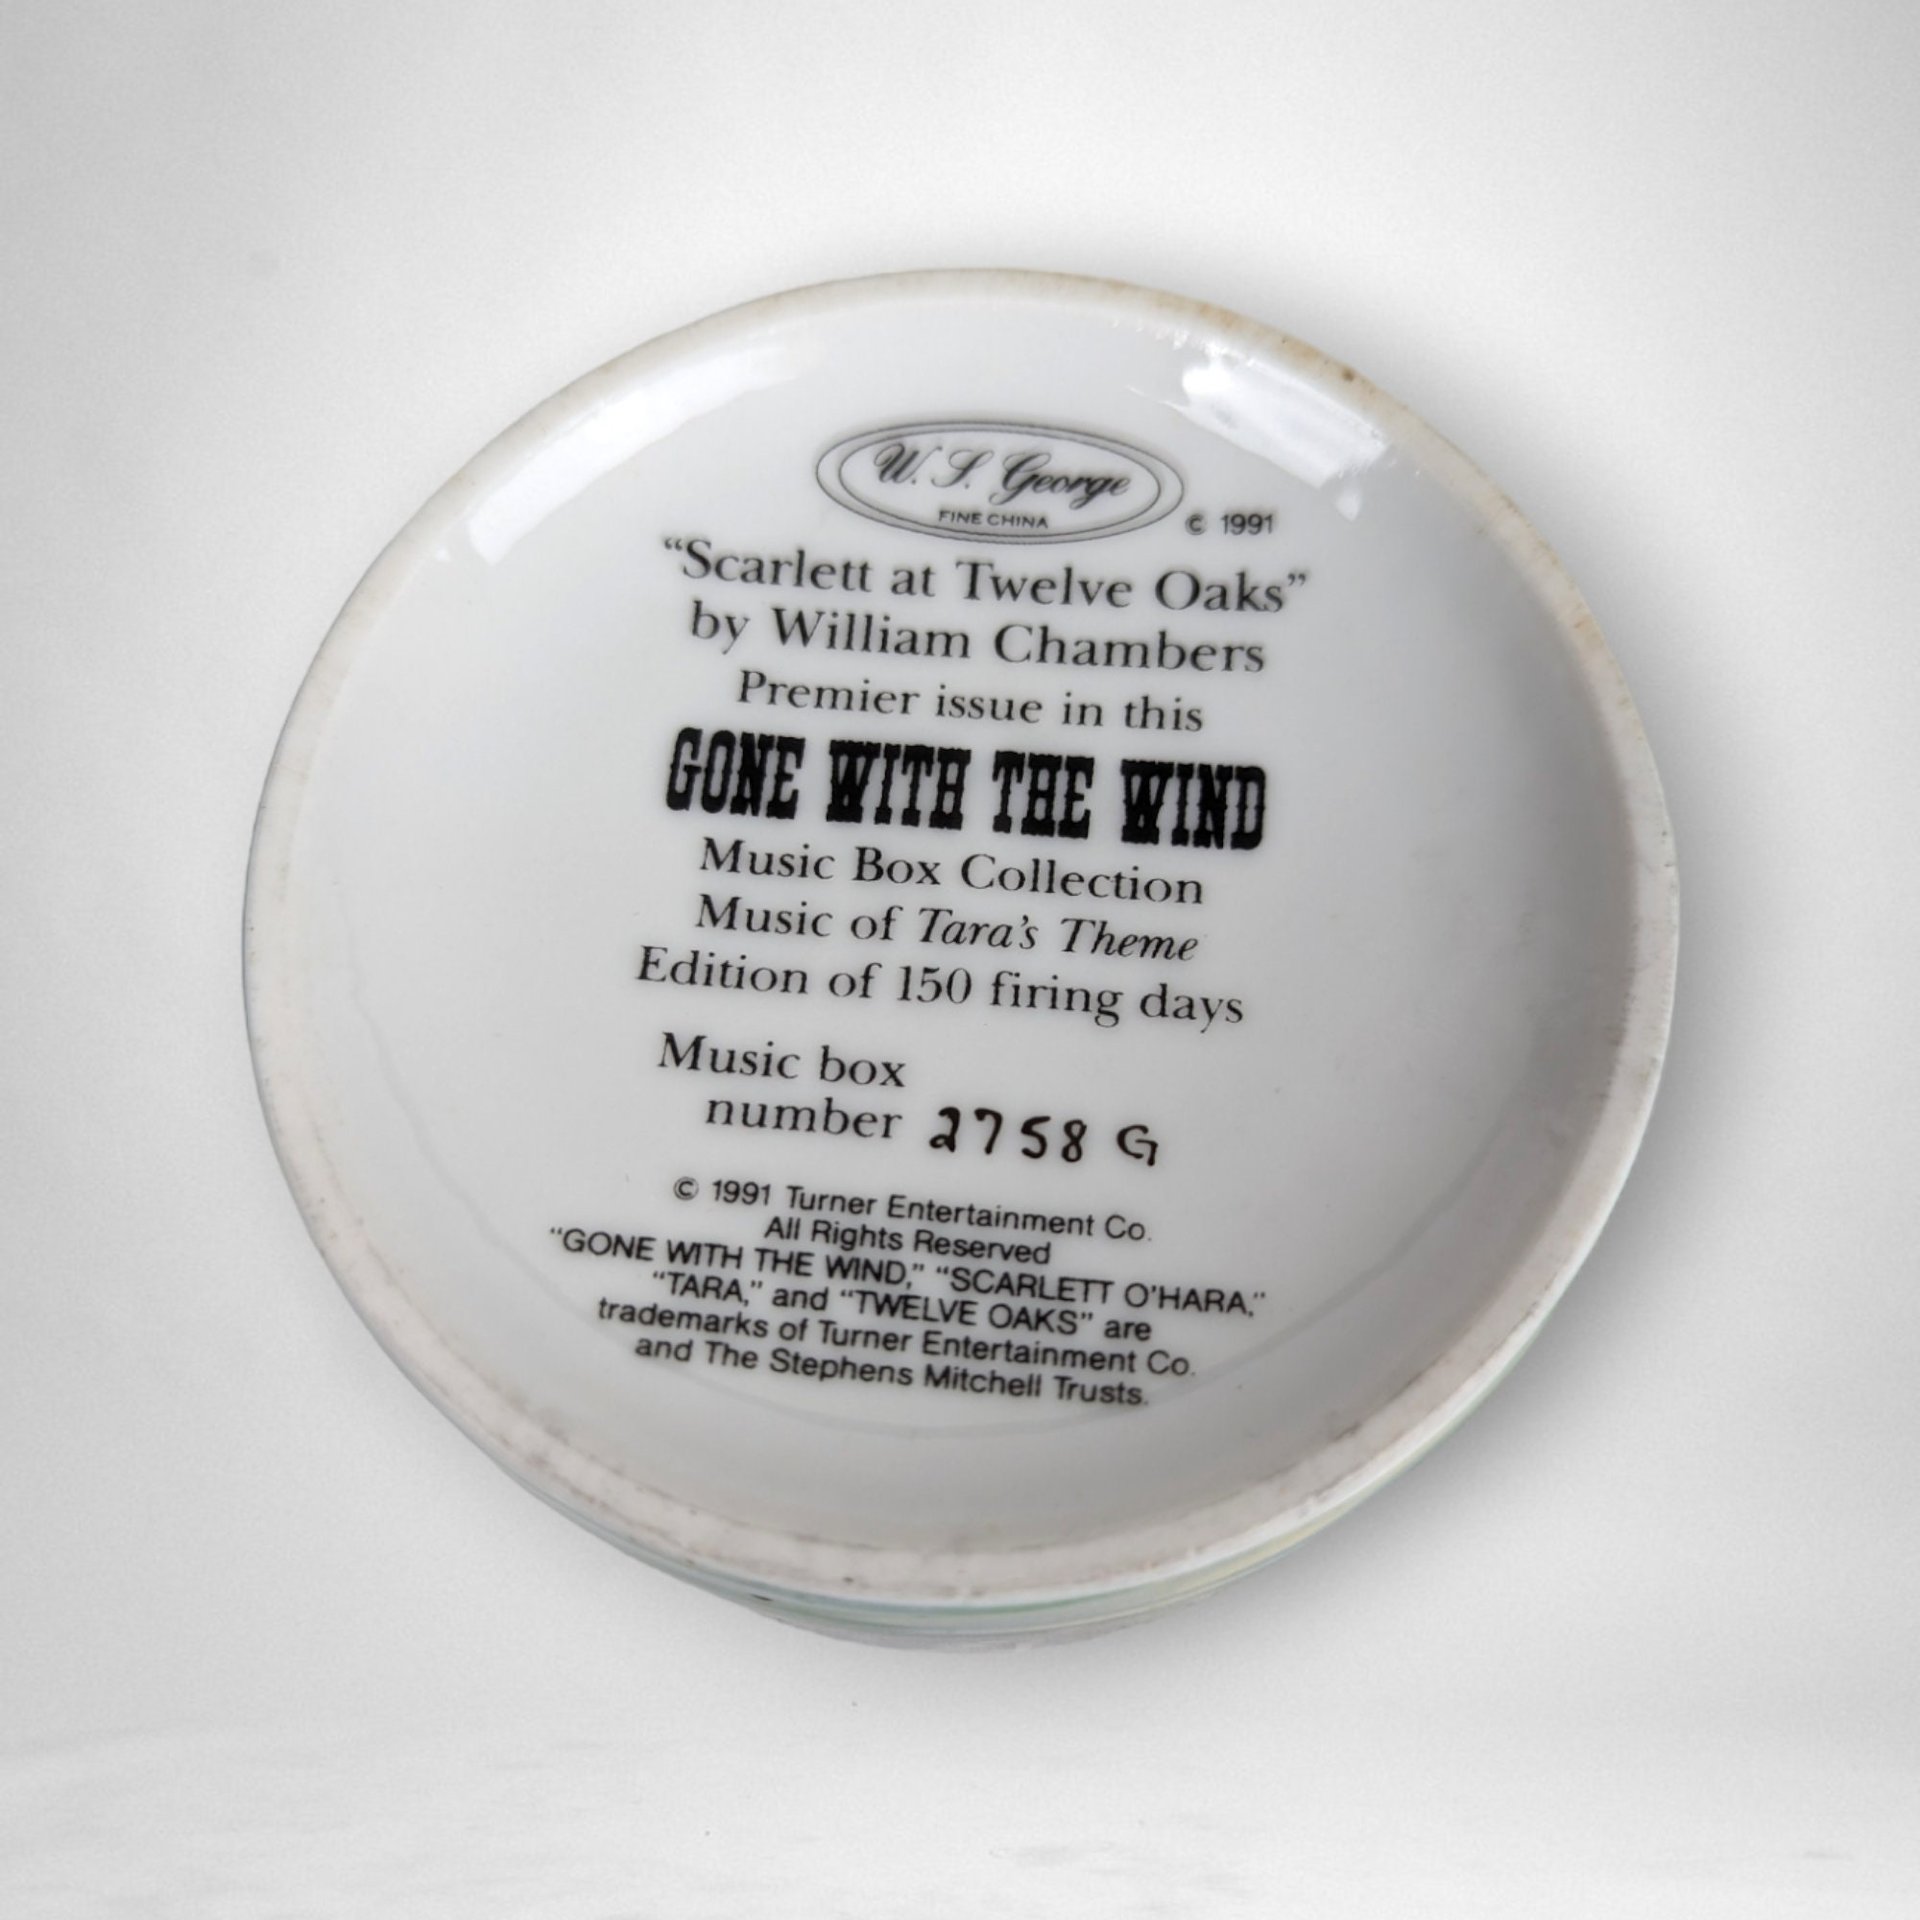 W. S. George
FINE CHINA
© 1991
“Scarlett at Twelve Oaks”
by William Chambers
Premier issue in this
GONE WITH THE WIND
Music Box Collection
Music of Tara's Theme
Edition of 150 firing days
Music box
number 2758 G
© 1991 Turner Entertainment Co.
All Rights Reserved
“GONE WITH THE WIND,” “SCARLETT O'HARA,”
“TARA,” and “TWELVE OAKS” are
trademarks of Turner Entertainment Co.
and The Stephens Mitchell Trusts.